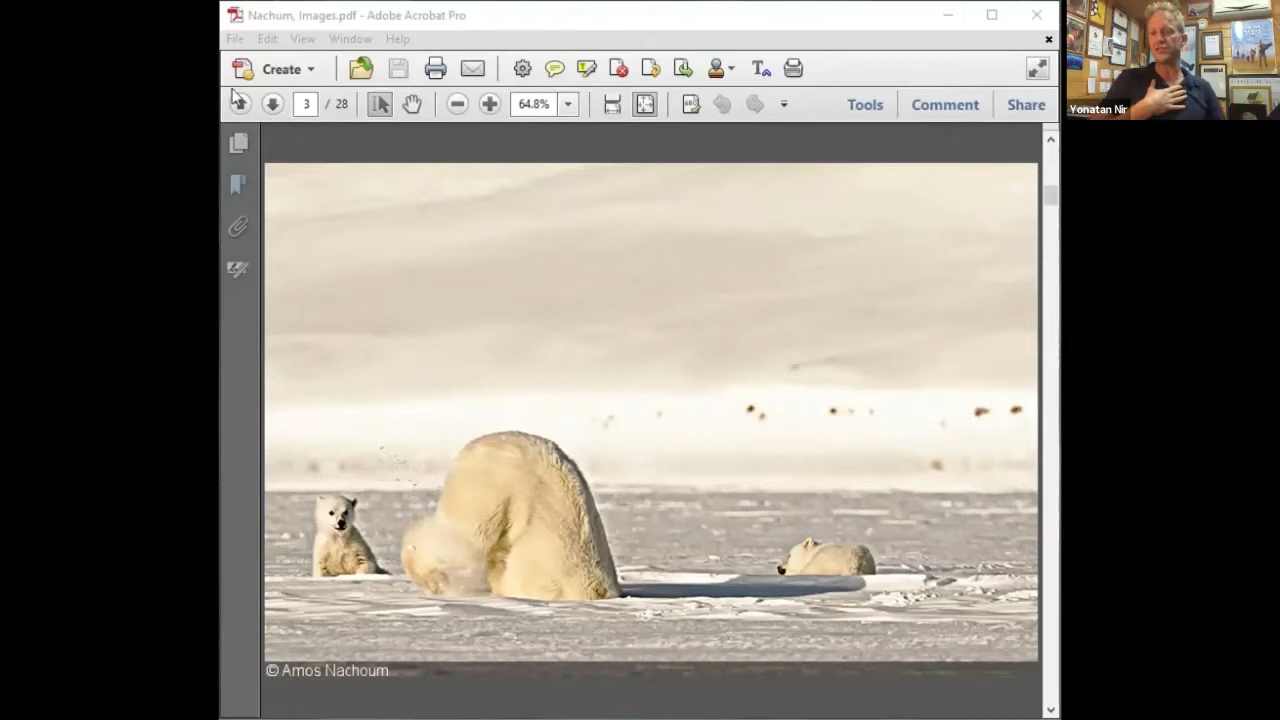 Nachum, Images.pdf - Adobe Acrobat Pro
File Edit View Window Help
Create
3 / 28 64.8% Tools Comment Share
Yonatan Nir
© Amos Nachoum